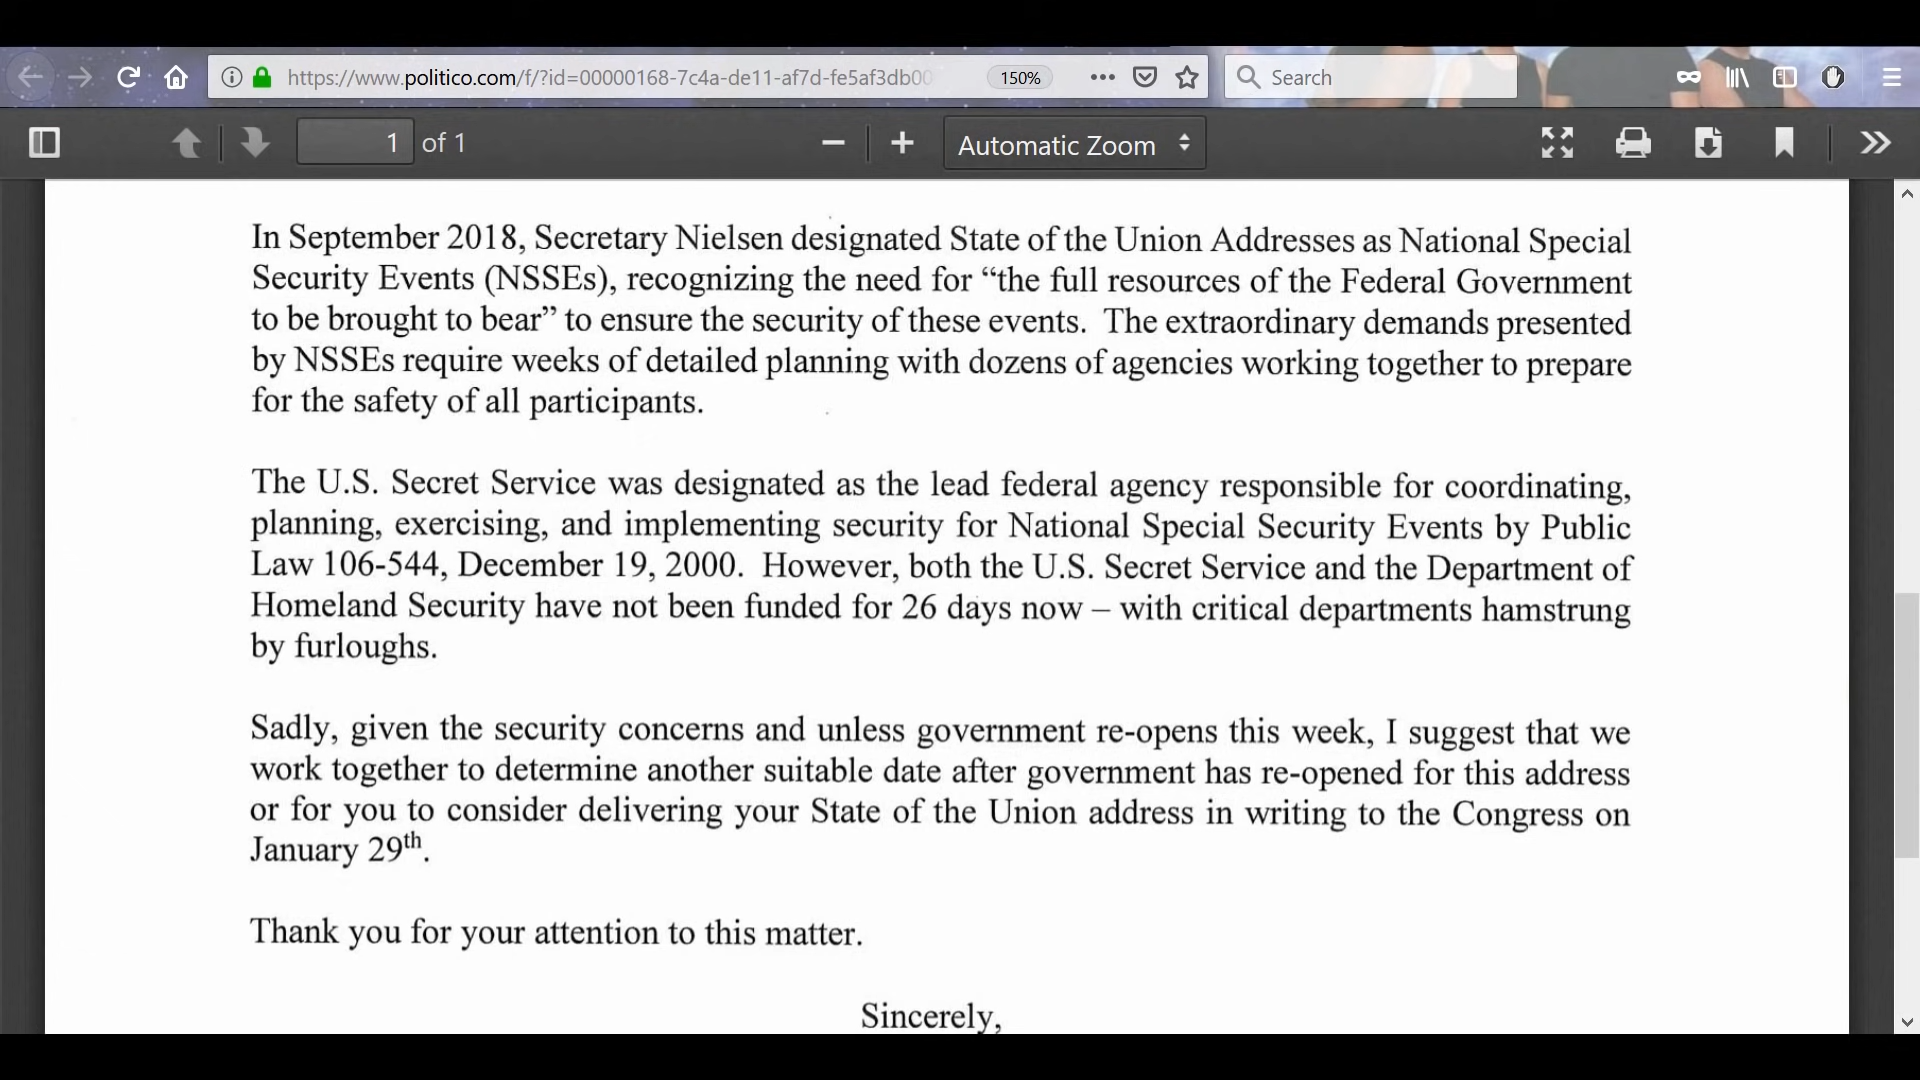 https://www.politico.com/f/?id=00000168-7c4a-de11-af7d-fe5af3db00
150%
Search
1 of 1
Automatic Zoom
In September 2018, Secretary Nielsen designated State of the Union Addresses as National Special
Security Events (NSSEs), recognizing the need for “the full resources of the Federal Government
to be brought to bear” to ensure the security of these events.  The extraordinary demands presented
by NSSEs require weeks of detailed planning with dozens of agencies working together to prepare
for the safety of all participants.
The U.S. Secret Service was designated as the lead federal agency responsible for coordinating,
planning, exercising, and implementing security for National Special Security Events by Public
Law 106-544, December 19, 2000.  However, both the U.S. Secret Service and the Department of
Homeland Security have not been funded for 26 days now – with critical departments hamstrung
by furloughs.
Sadly, given the security concerns and unless government re-opens this week, I suggest that we
work together to determine another suitable date after government has re-opened for this address
or for you to consider delivering your State of the Union address in writing to the Congress on
January 29th.
Thank you for your attention to this matter.
Sincerely,